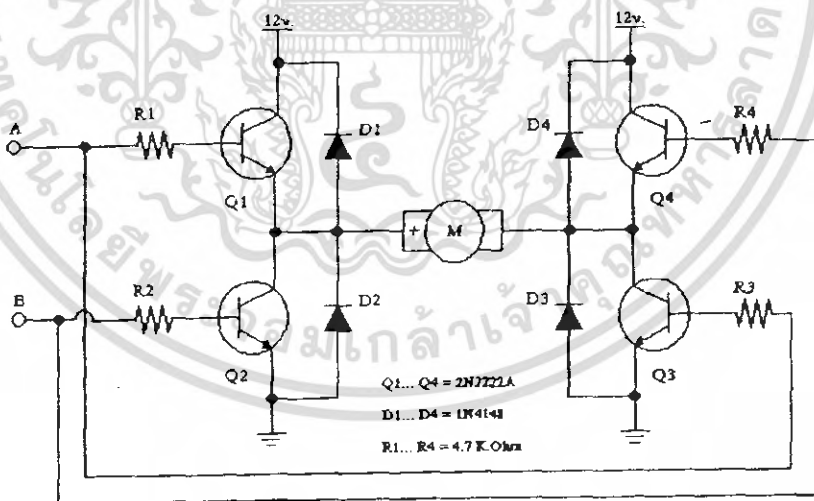 12v.
12v.
A
R1
D1
D4
R4
Q1
Q4
+ M
B
R2
D2
D3
R3
Q2
Q3
Q1... Q4 = 2N2222A
D1... D4 = 1N4148
R1... R4 = 4.7 K.Ohm